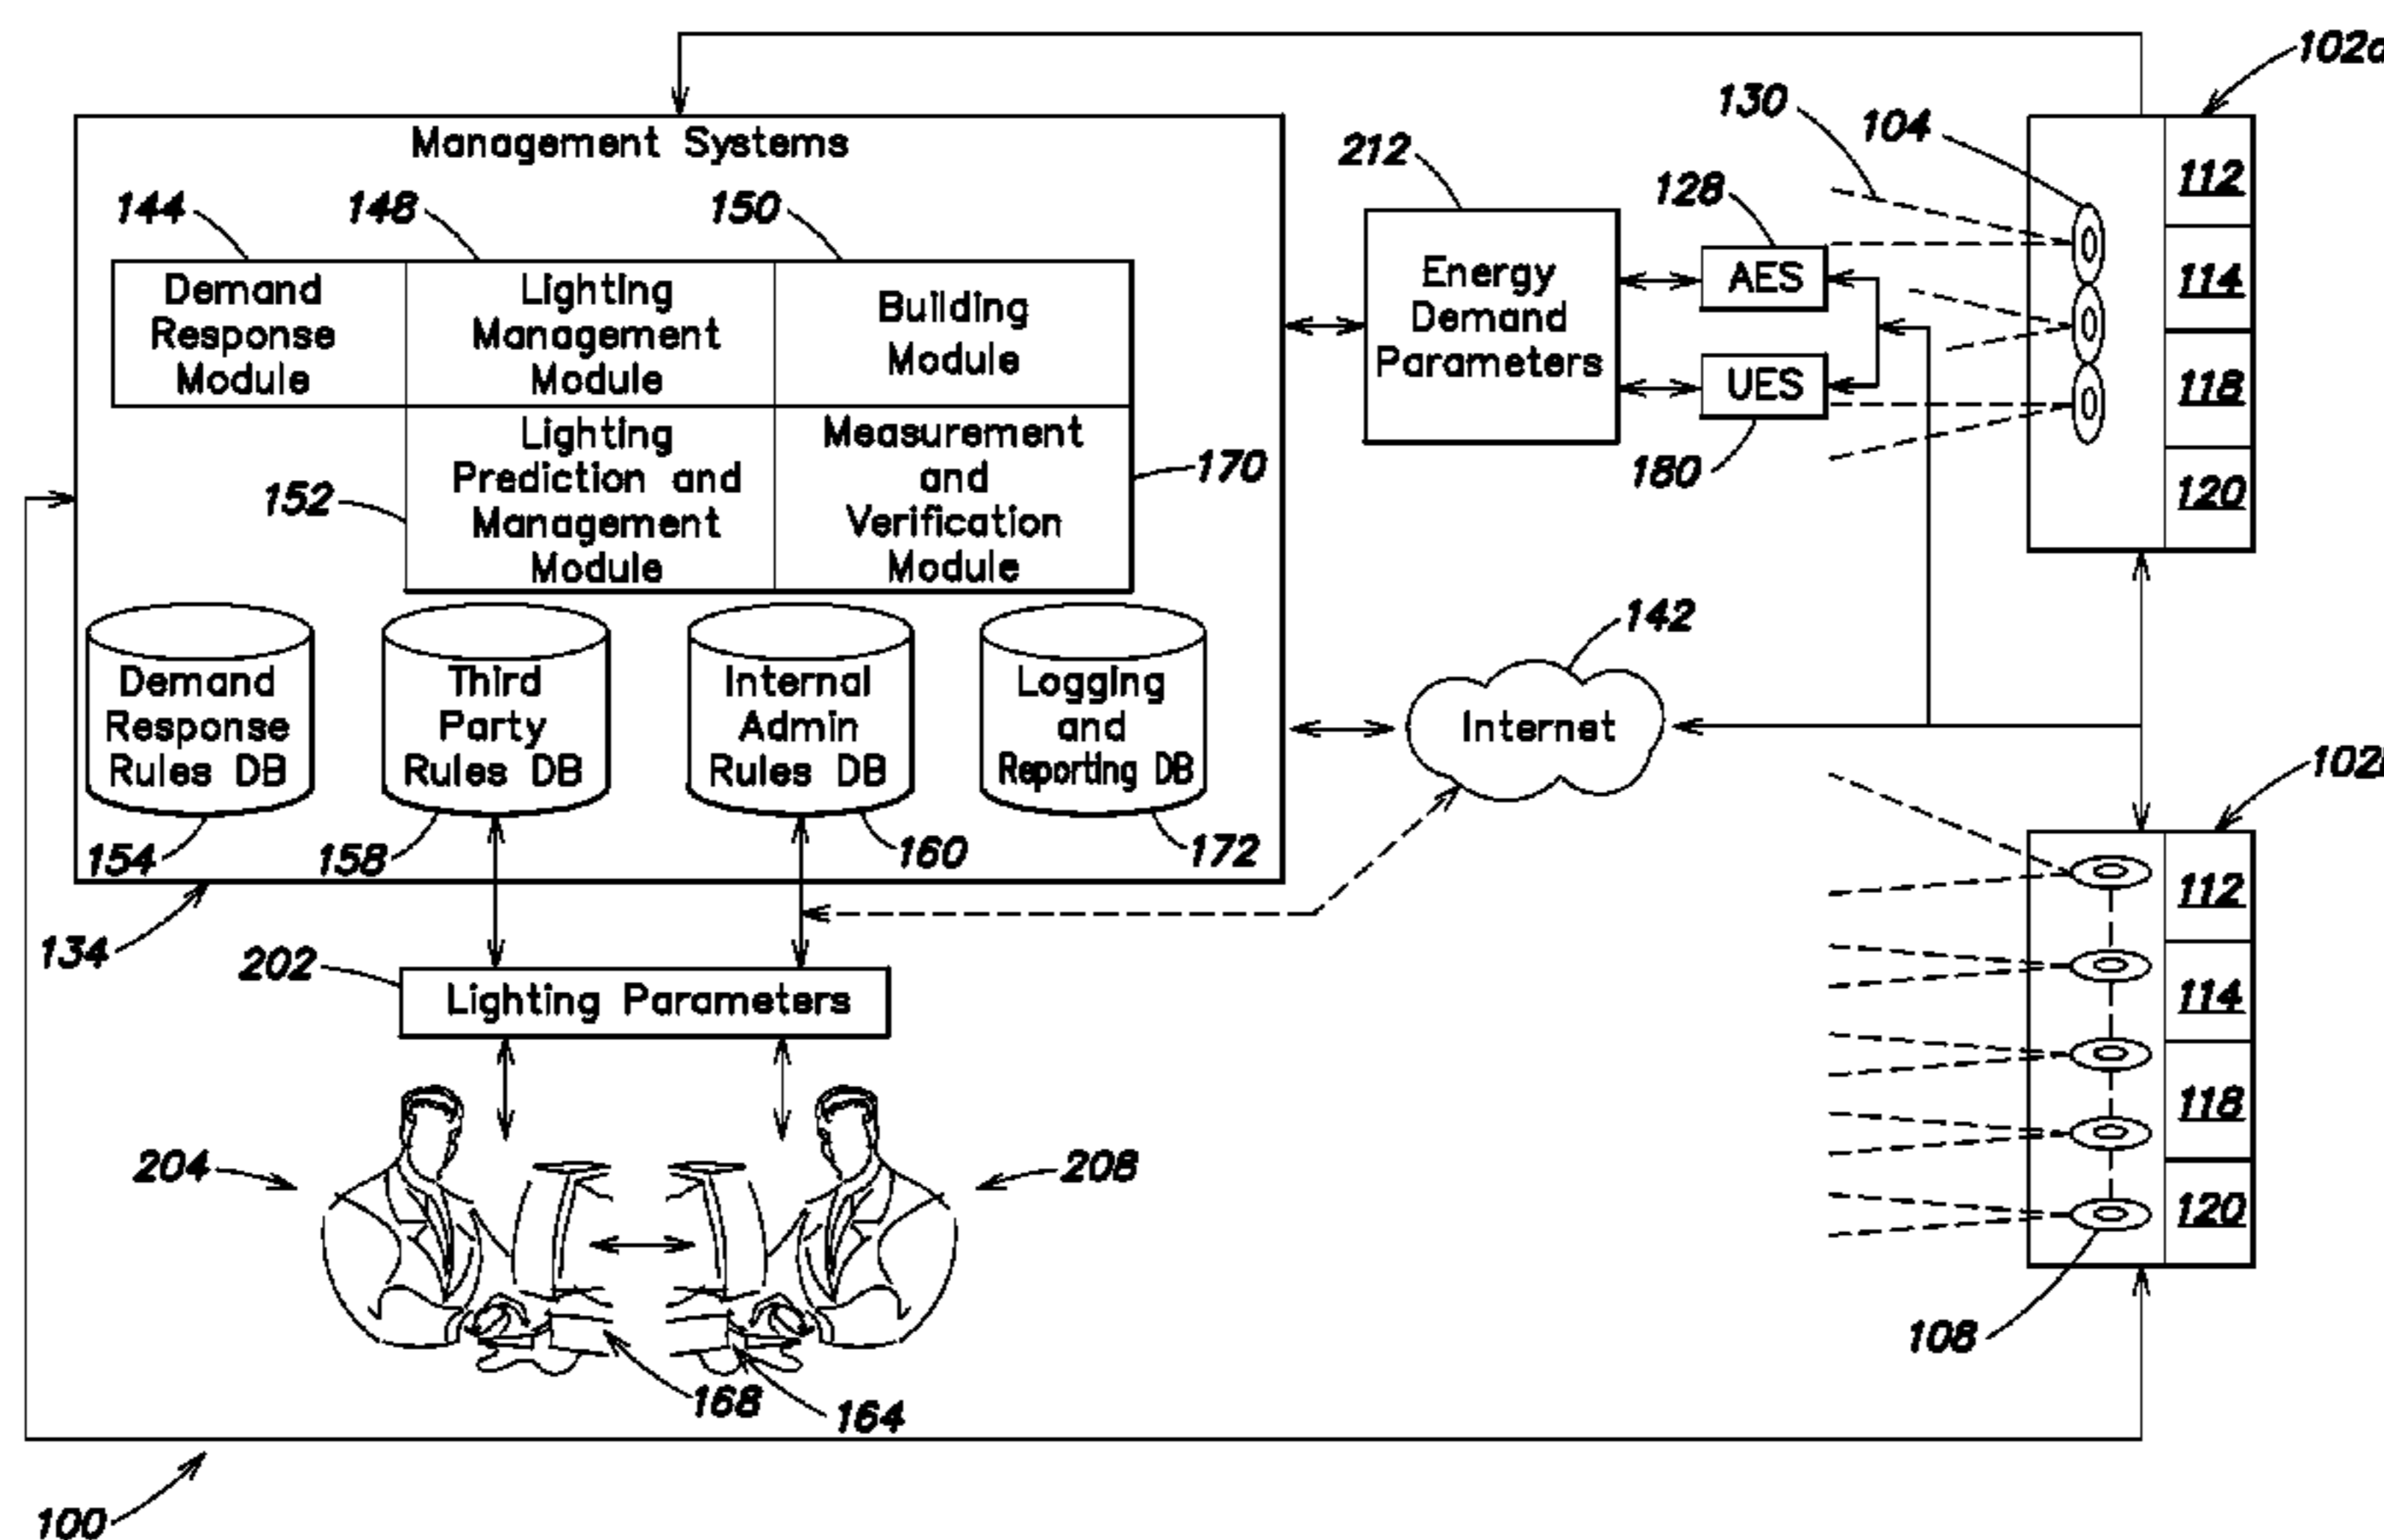 102a
130
104
Management Systems
212
112
144
148
150
128
Demand
Response
Module
Lighting
Management
Module
Building
Module
Energy
Demand
Parameters
AES
114
UES
118
Lighting
Prediction and
Management
Module
Measurement
and
Verification
Module
152
170
180
120
142
Demand
Response
Rules DB
Third
Party
Rules DB
Internal
Admin
Rules DB
Logging
and
Reporting DB
Internet
154
158
160
172
102
112
134
202
Lighting Parameters
114
118
204
208
120
108
168
164
100